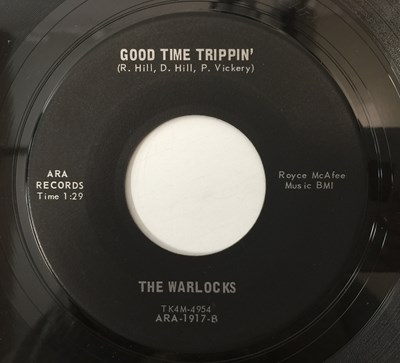 GOOD TIME TRIPPIN'
(R. Hill, D. Hill, P. Vickery)
ARA
RECORDS
Time 1:29
Royce McAfee
Music BMI
THE WARLOCKS
TK4M-4954
ARA-1917-B